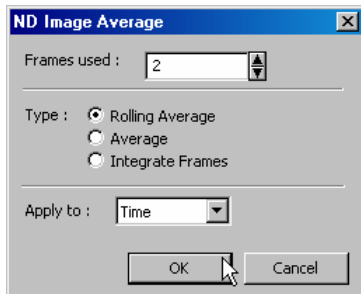 ND Image Average
Frames used : 2
Type : Rolling Average
Average
Integrate Frames
Apply to : Time
OK Cancel